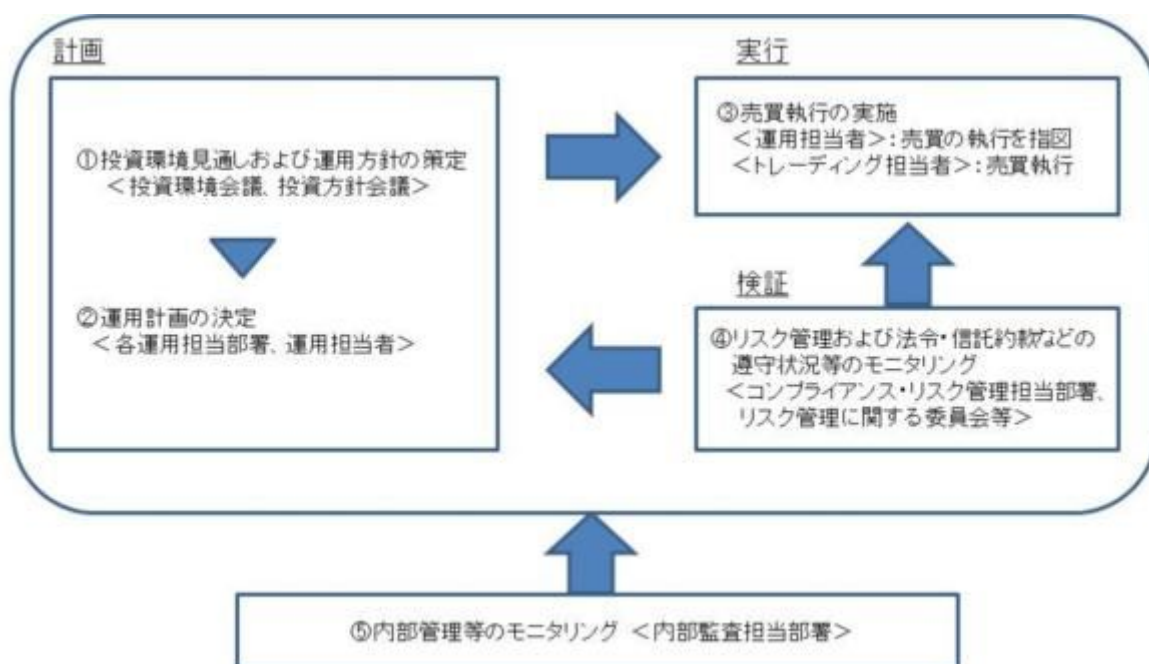 計画
①投資環境見通しおよび運用方針の策定
<投資環境会議、投資方針会議>
②運用計画の決定
<各運用担当部署、運用担当者>
実行
③売買執行の実施
<運用担当者>:売買の執行を指図
<トレーディング担当者>:売買執行
検証
④リスク管理および法令・信託約款などの
遵守状況等のモニタリング
<コンプライアンス・リスク管理担当部署、
リスク管理に関する委員会等>
⑤内部管理等のモニタリング <内部監査担当部署>